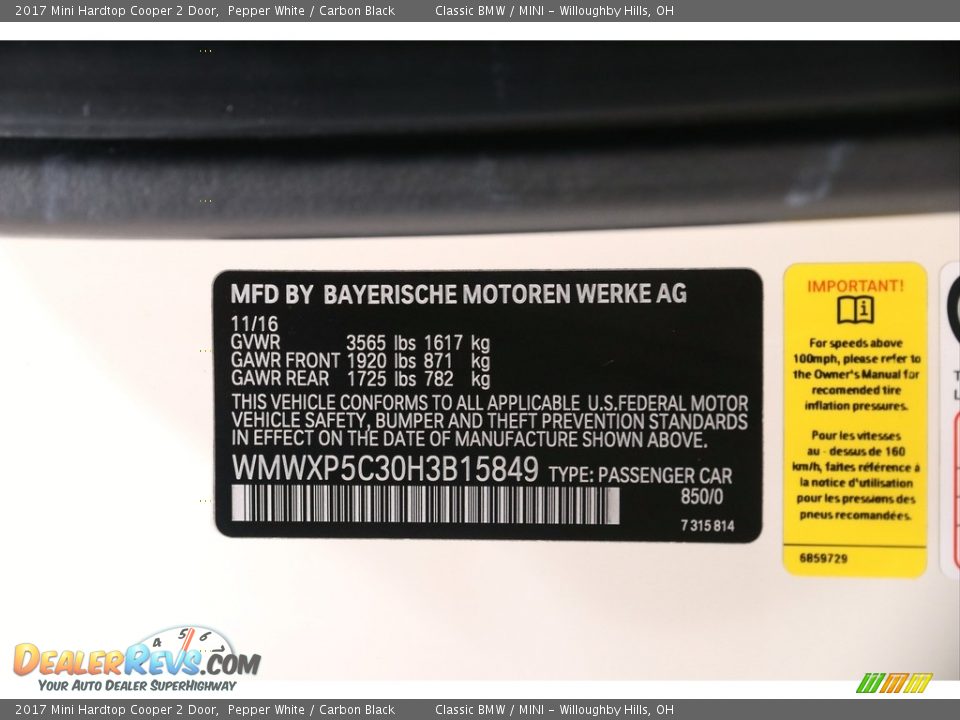 2017 Mini Hardtop Cooper 2 Door, Pepper White / Carbon Black Classic BMW / MINI - Willoughby Hills, OH
MFD BY BAYERISCHE MOTOREN WERKE AG
11/16
GVWR 3565 lbs 1617 kg
GAWR FRONT 1920 lbs 871 kg
GAWR REAR 1725 lbs 782 kg
THIS VEHICLE CONFORMS TO ALL APPLICABLE U.S.FEDERAL MOTOR
VEHICLE SAFETY, BUMPER AND THEFT PREVENTION STANDARDS
IN EFFECT ON THE DATE OF MANUFACTURE SHOWN ABOVE.
WMWXP5C30H3B15849 TYPE: PASSENGER CAR
850/0
7 315 814
IMPORTANT!
For speeds above
100mph, please refer to
the Owner's Manual for
recomended tire
inflation pressures.
Pour les vitesses
au - dessus de 160
km/h, faites référence à
la notice d'utilisation
pour les pressions des
pneus recomandées.
6859729
4 5 6
DEALERREVS.COM
YOUR AUTO DEALER SUPERHIGHWAY
2017 Mini Hardtop Cooper 2 Door, Pepper White / Carbon Black Classic BMW / MINI - Willoughby Hills, OH